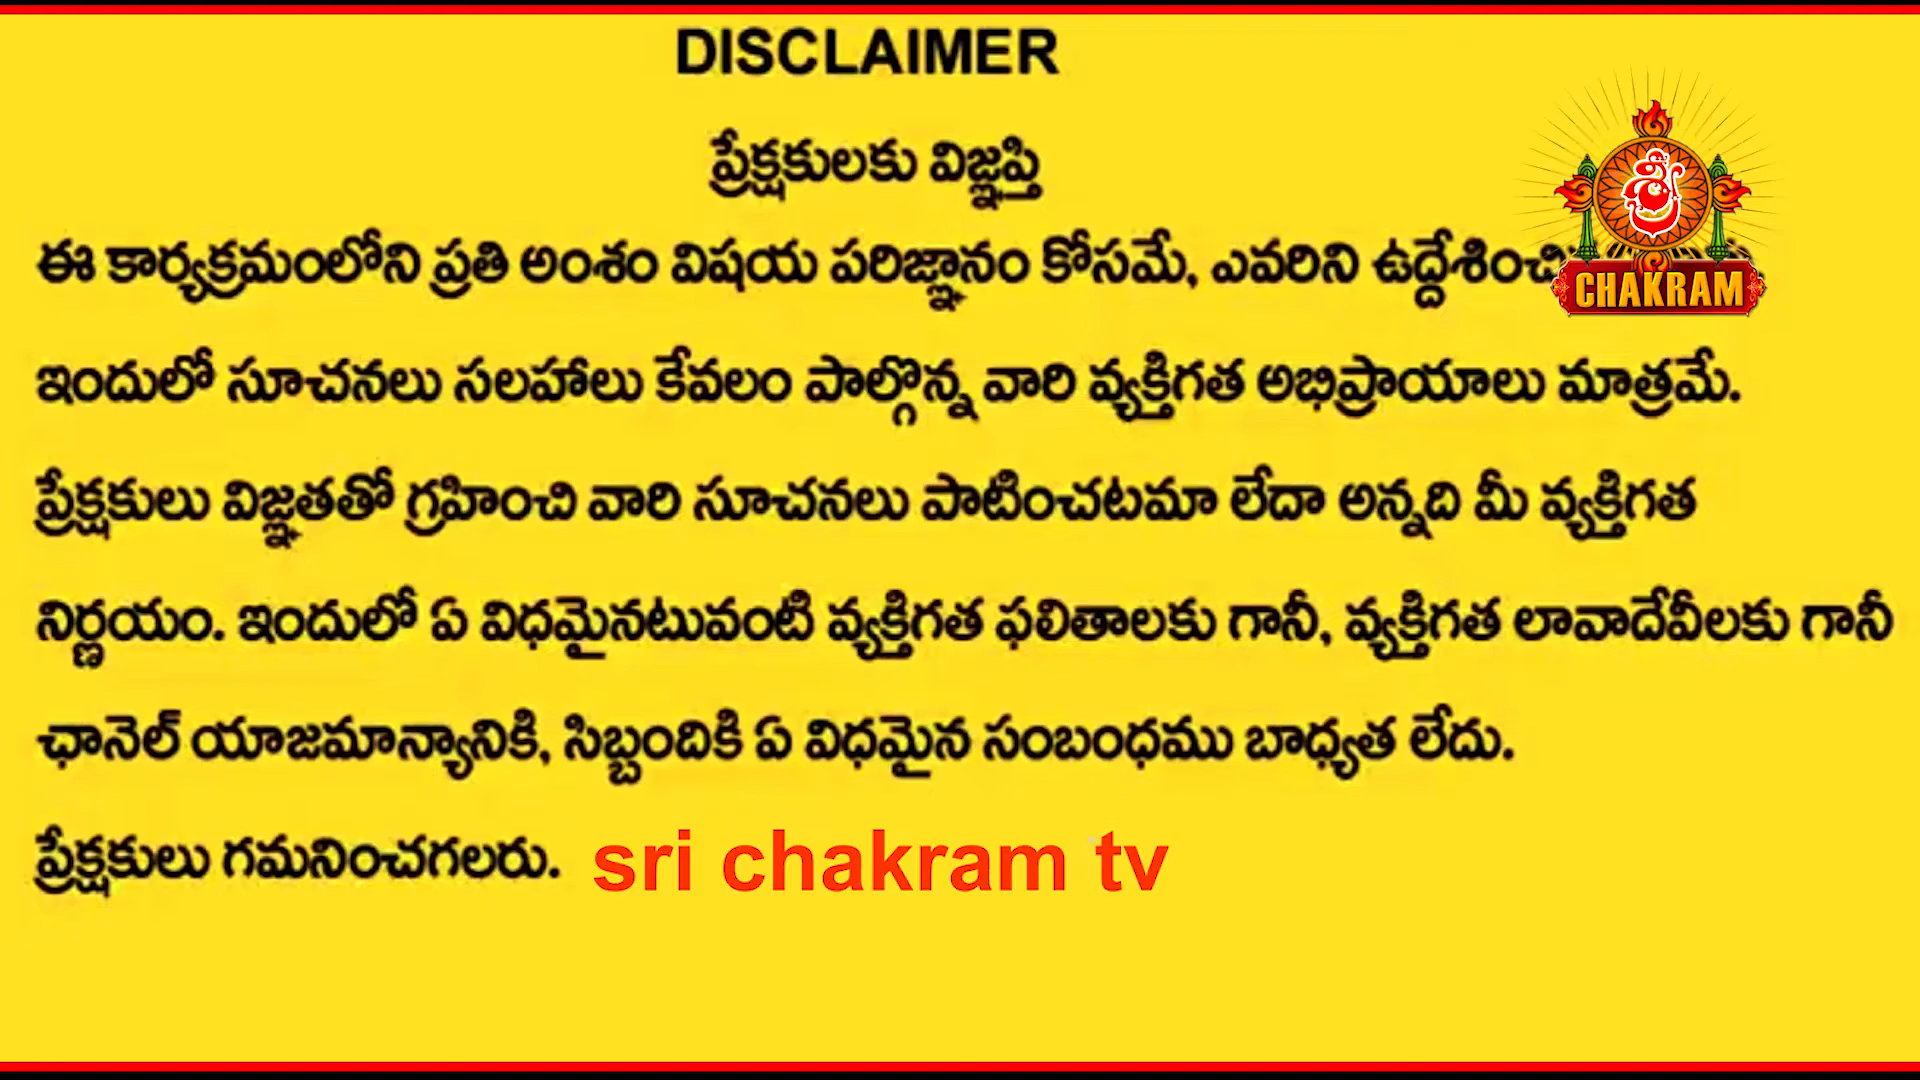 DISCLAIMER
ప్రేక్షకులకు విజ్ఞప్తి
ఈ కార్యక్రమంలోని ప్రతి అంశం విషయ పరిజ్ఞానం కోసమే, ఎవరిని
శ్రీ
CHAKRAM
ఇందులో సూచనలు సలహాలు కేవలం పాల్గొన్న వారి వ్యక్తిగత అభిప్రాయాలు మాత్రమే.
ప్రేక్షకులు విజ్ఞతతో గ్రహించి వారి సూచనలు పాటించటమా లేదా అన్నది మీ వ్యక్తిగత
నిర్ణయం. ఇందులో ఏ విధమైనటువంటి వ్యక్తిగత ఫలితాలకు గానీ, వ్యక్తిగత లావాదేవీలకు గానీ
ఛానెల్ యాజమాన్యానికి, సిబ్బందికి ఏ విధమైన సంబంధము బాధ్యత లేదు.
ప్రేక్షకులు గమనించగలరు. sri chakram tv